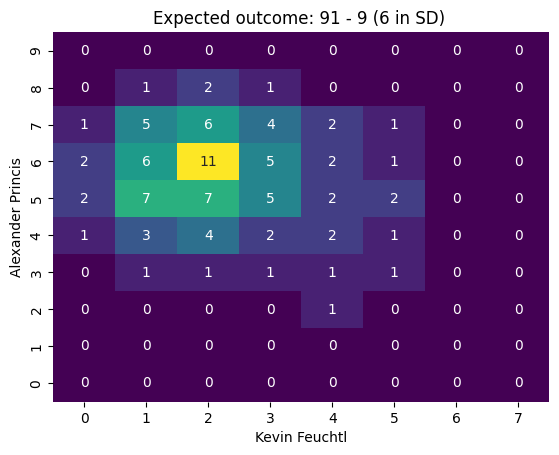 Expected outcome: 91 - 9 (6 in SD)
Alexander Princis
9 0 0 0 0 0 0 0 0
8 0 1 2 1 0 0 0 0
7 1 5 6 4 2 1 0 0
6 2 6 11 5 2 1 0 0
5 2 7 7 5 2 2 0 0
4 1 3 4 2 2 1 0 0
3 0 1 1 1 1 1 0 0
2 0 0 0 0 1 0 0 0
1 0 0 0 0 0 0 0 0
0 0 0 0 0 0 0 0 0
0 1 2 3 4 5 6 7
Kevin Feuchtl